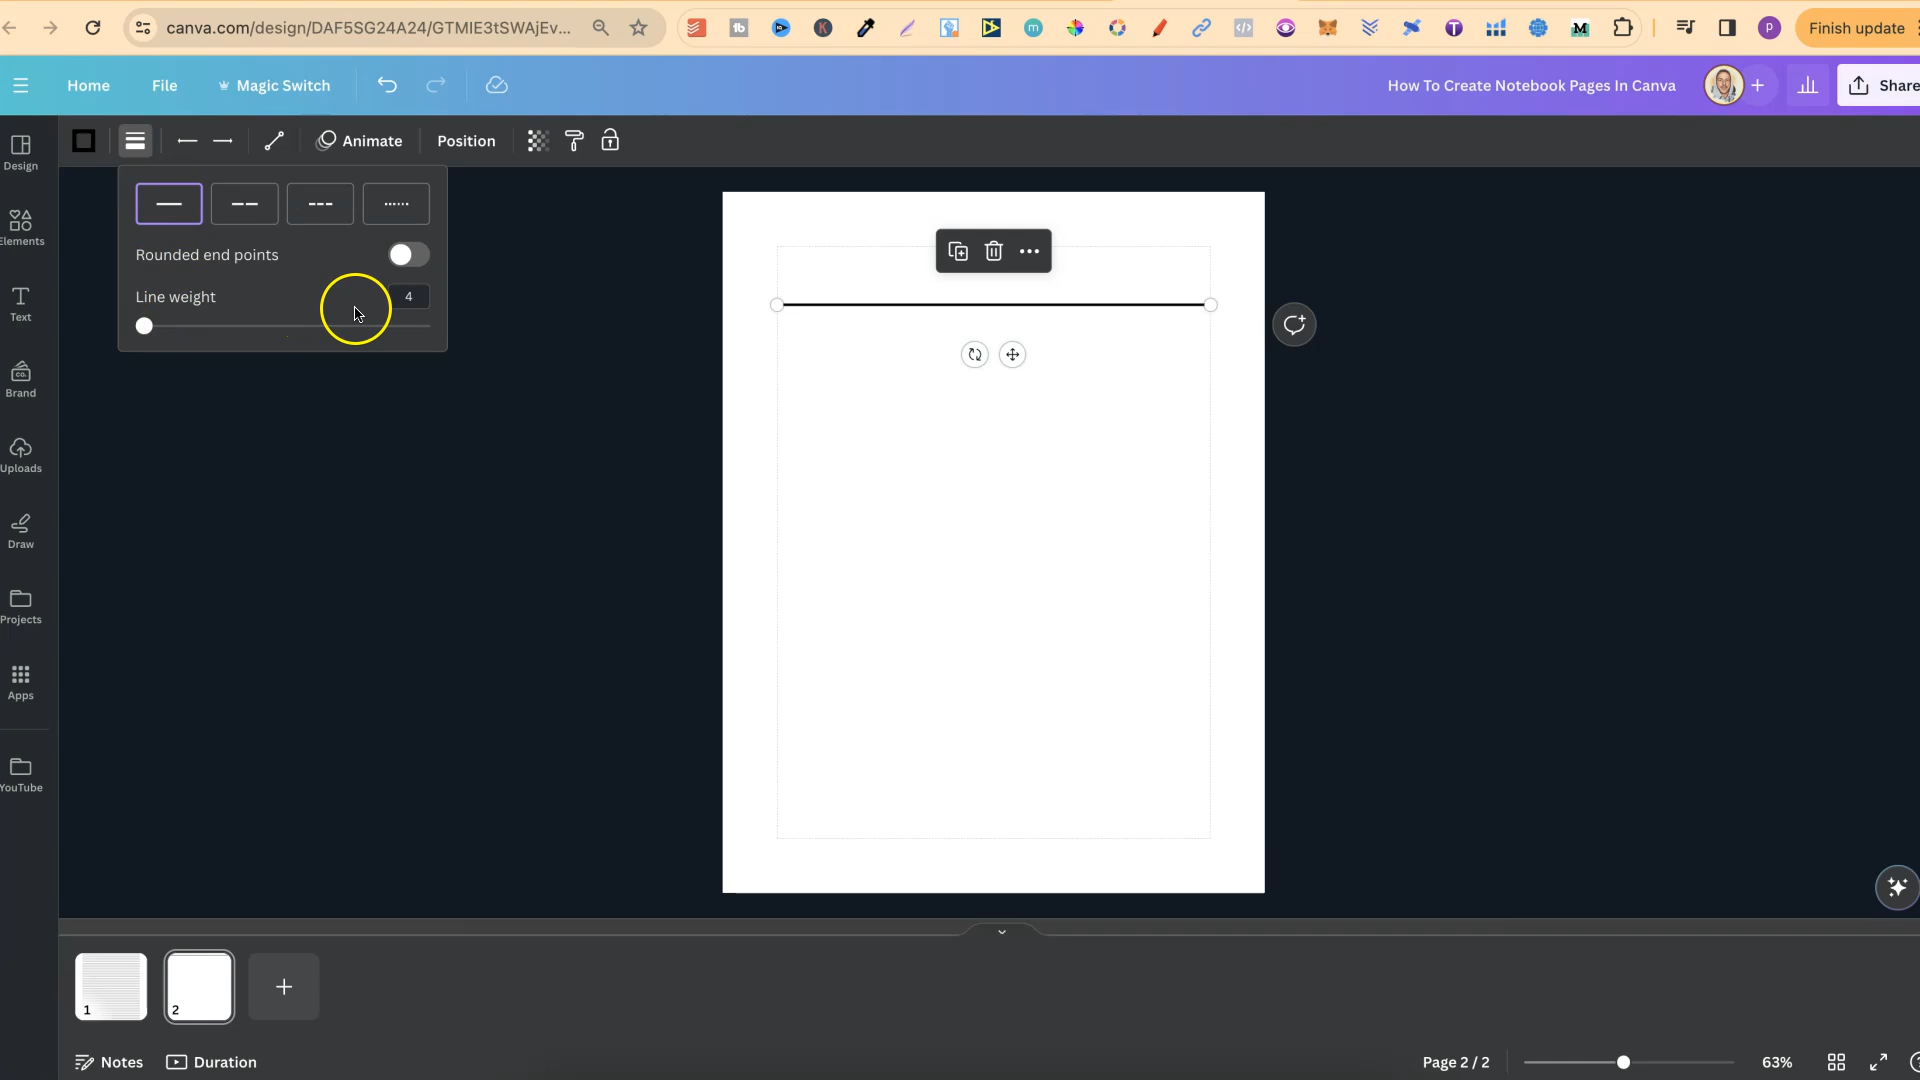 canva.com/design/DAF5SG24A24/GTMIE3tSWAjEv...
Finish update
Home
File
Magic Switch
How To Create Notebook Pages In Canva
Share
Animate
Position
Design
Elements
Text
Brand
Uploads
Draw
Projects
Apps
YouTube
Rounded end points
Line weight
4
1
2
Notes
Duration
Page 2 / 2
63%